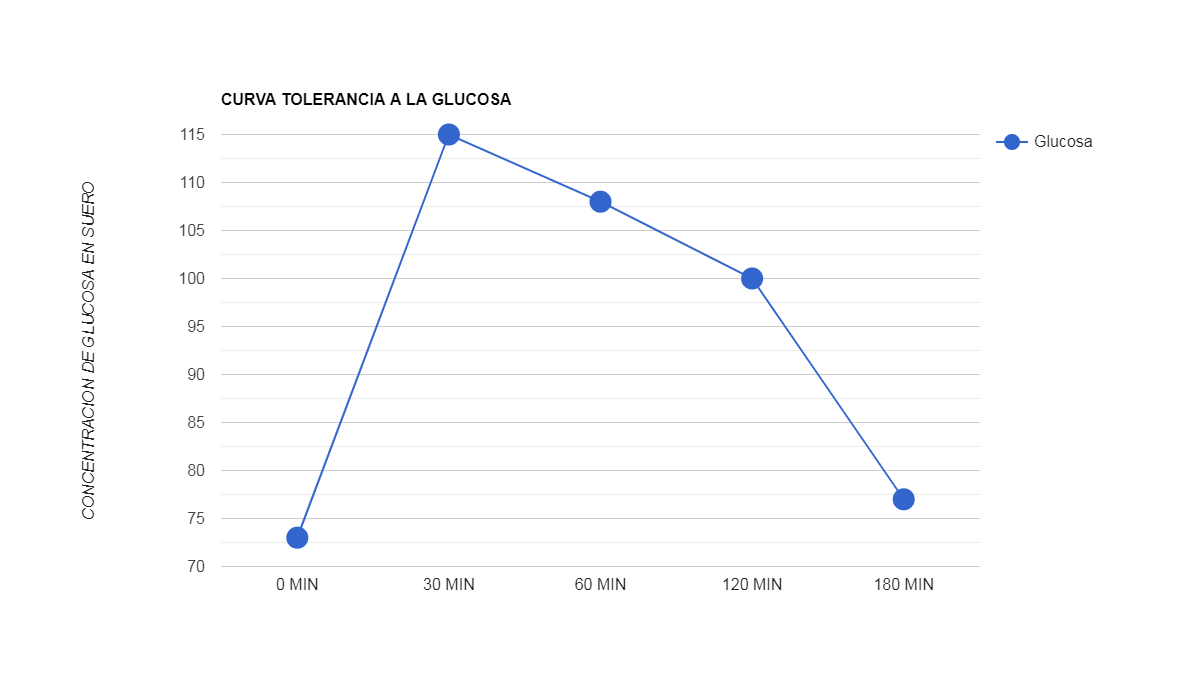 CURVA TOLERANCIA A LA GLUCOSA
Glucosa
CONCENTRACION DE GLUCOSA EN SUERO
115
110
105
100
95
90
85
80
75
70
0 MIN
30 MIN
60 MIN
120 MIN
180 MIN